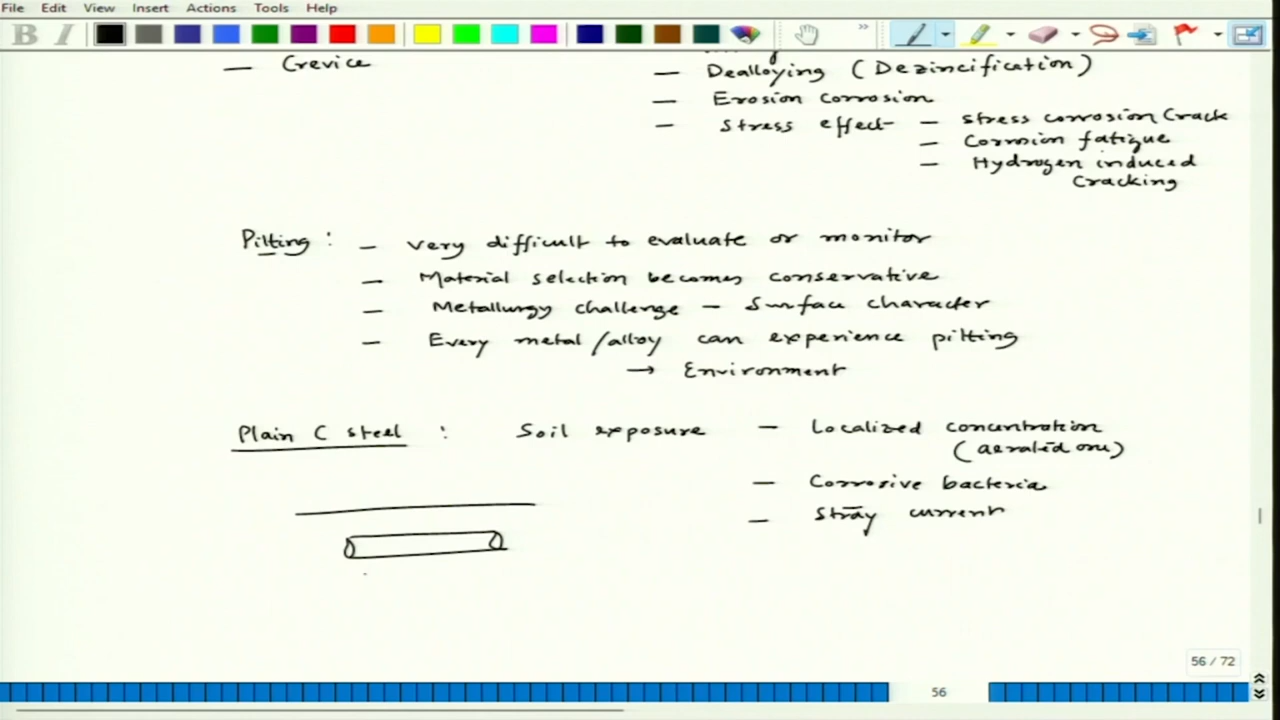 File Edit View Insert Actions Tools Help
B I
— Crevice
— Dealloying (Dezincification)
— Erosion corrosion
— Stress effect — stress corrosion Crack
— Corrosion fatigue
— Hydrogen induced
Cracking
Pitting : — very difficult to evaluate or monitor
— Material selection becomes conservative
— Metallurgy challenge — Surface character
— Every metal/alloy can experience pitting
→ Environment
Plain C steel : Soil exposure — Localized concentration
(aerated one)
— Corrosive bacteria
— Stray current
56 / 72
56